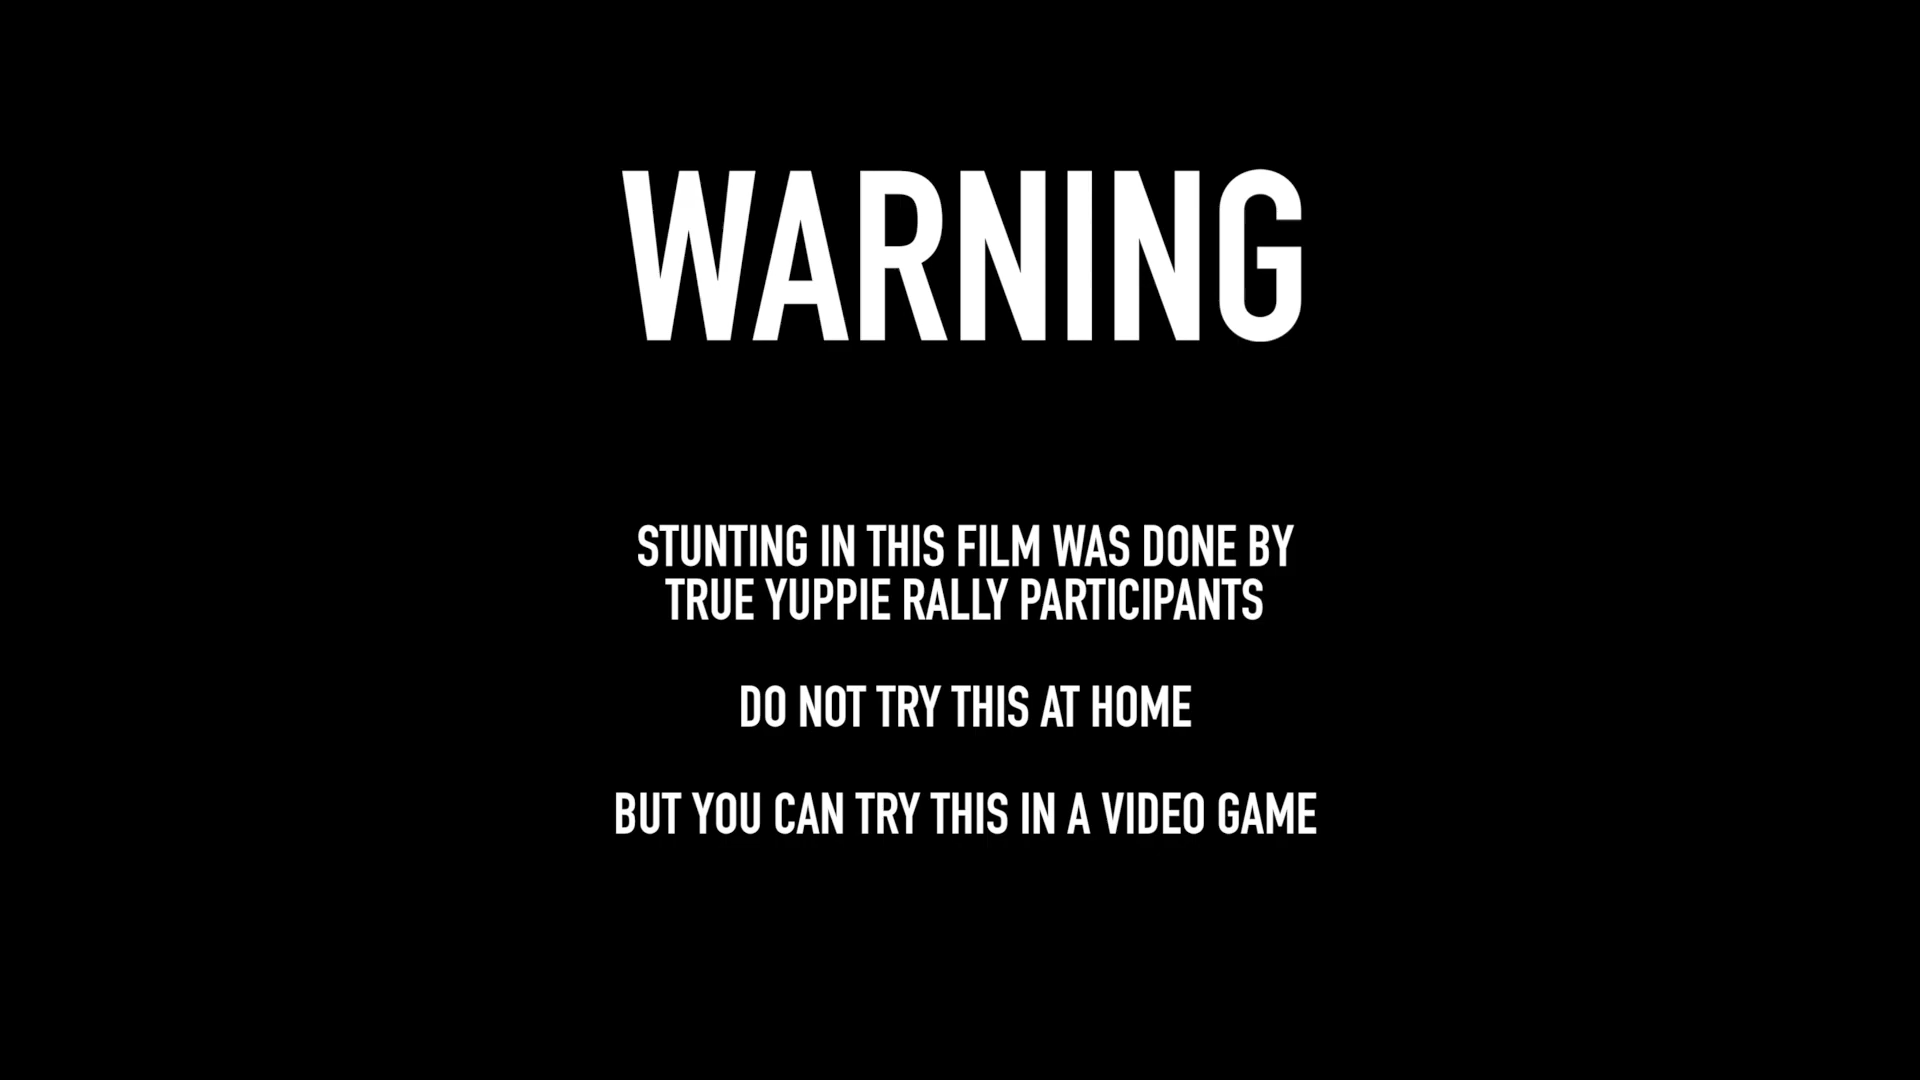 WARNING
STUNTING IN THIS FILM WAS DONE BY
TRUE YUPPIE RALLY PARTICIPANTS
DO NOT TRY THIS AT HOME
BUT YOU CAN TRY THIS IN A VIDEO GAME